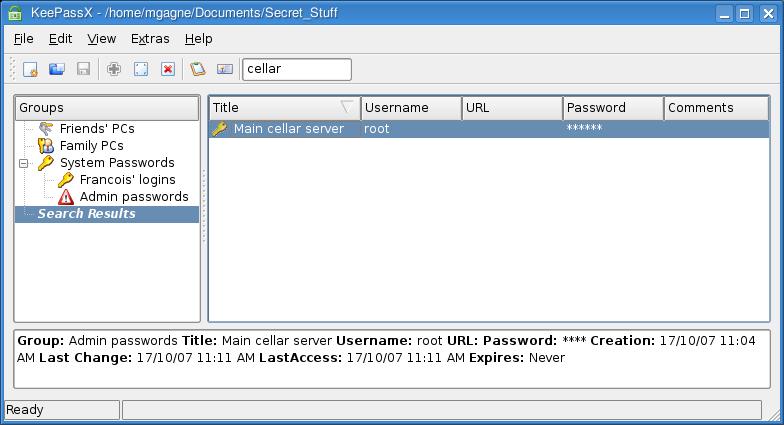 KeePassX - /home/mgagne/Documents/Secret_Stuff
File Edit View Extras Help
cellar
Groups
Friends' PCs
Family PCs
System Passwords
Francois' logins
Admin passwords
Search Results
Title Username URL Password Comments
Main cellar server root ******
Group: Admin passwords Title: Main cellar server Username: root URL: Password: **** Creation: 17/10/07 11:04
AM Last Change: 17/10/07 11:11 AM LastAccess: 17/10/07 11:11 AM Expires: Never
Ready